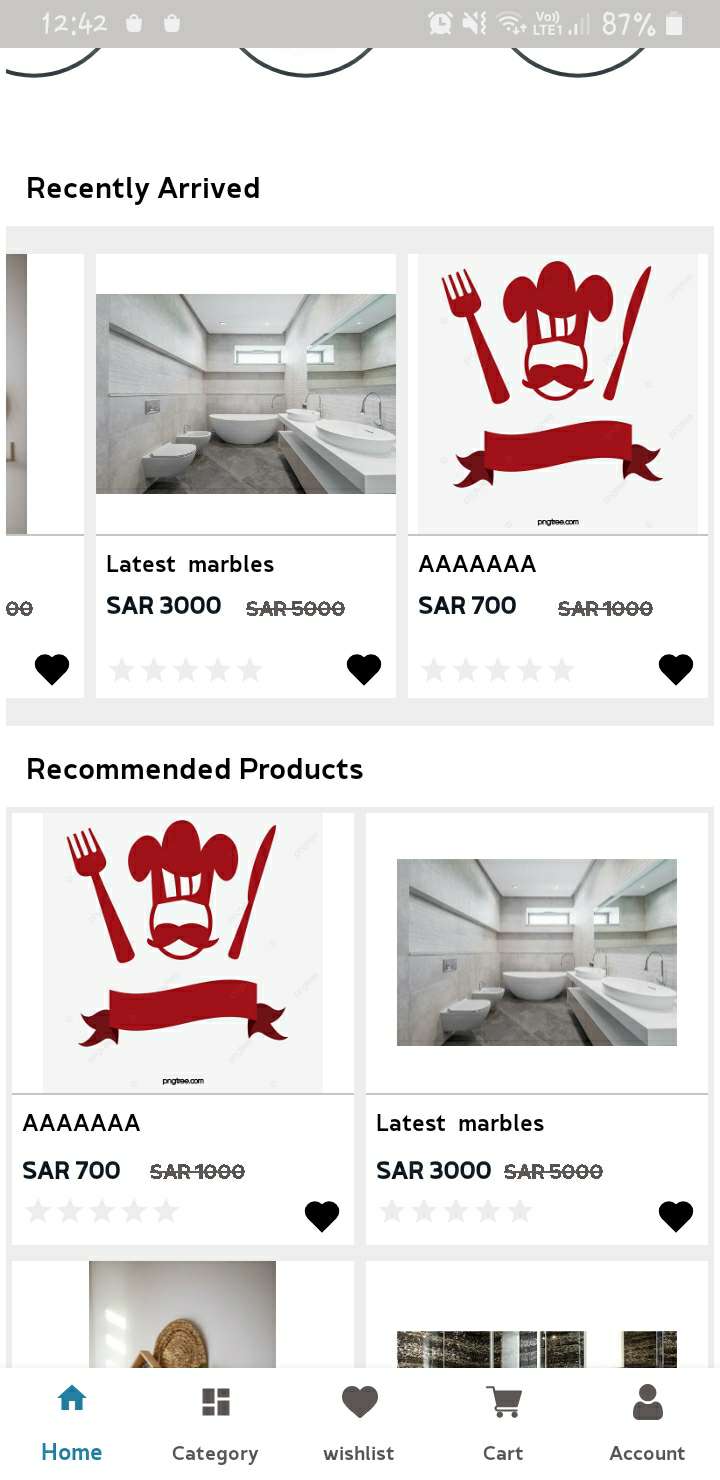 12:42
Vo)
LTE1
87%
Recently Arrived
pngtree.com
00
Latest marbles
SAR 3000 SAR 5000
AAAAAAA
SAR 700 SAR 1000
Recommended Products
pngtree.com
AAAAAAA
SAR 700 SAR 1000
Latest marbles
SAR 3000 SAR 5000
Home
Category
wishlist
Cart
Account